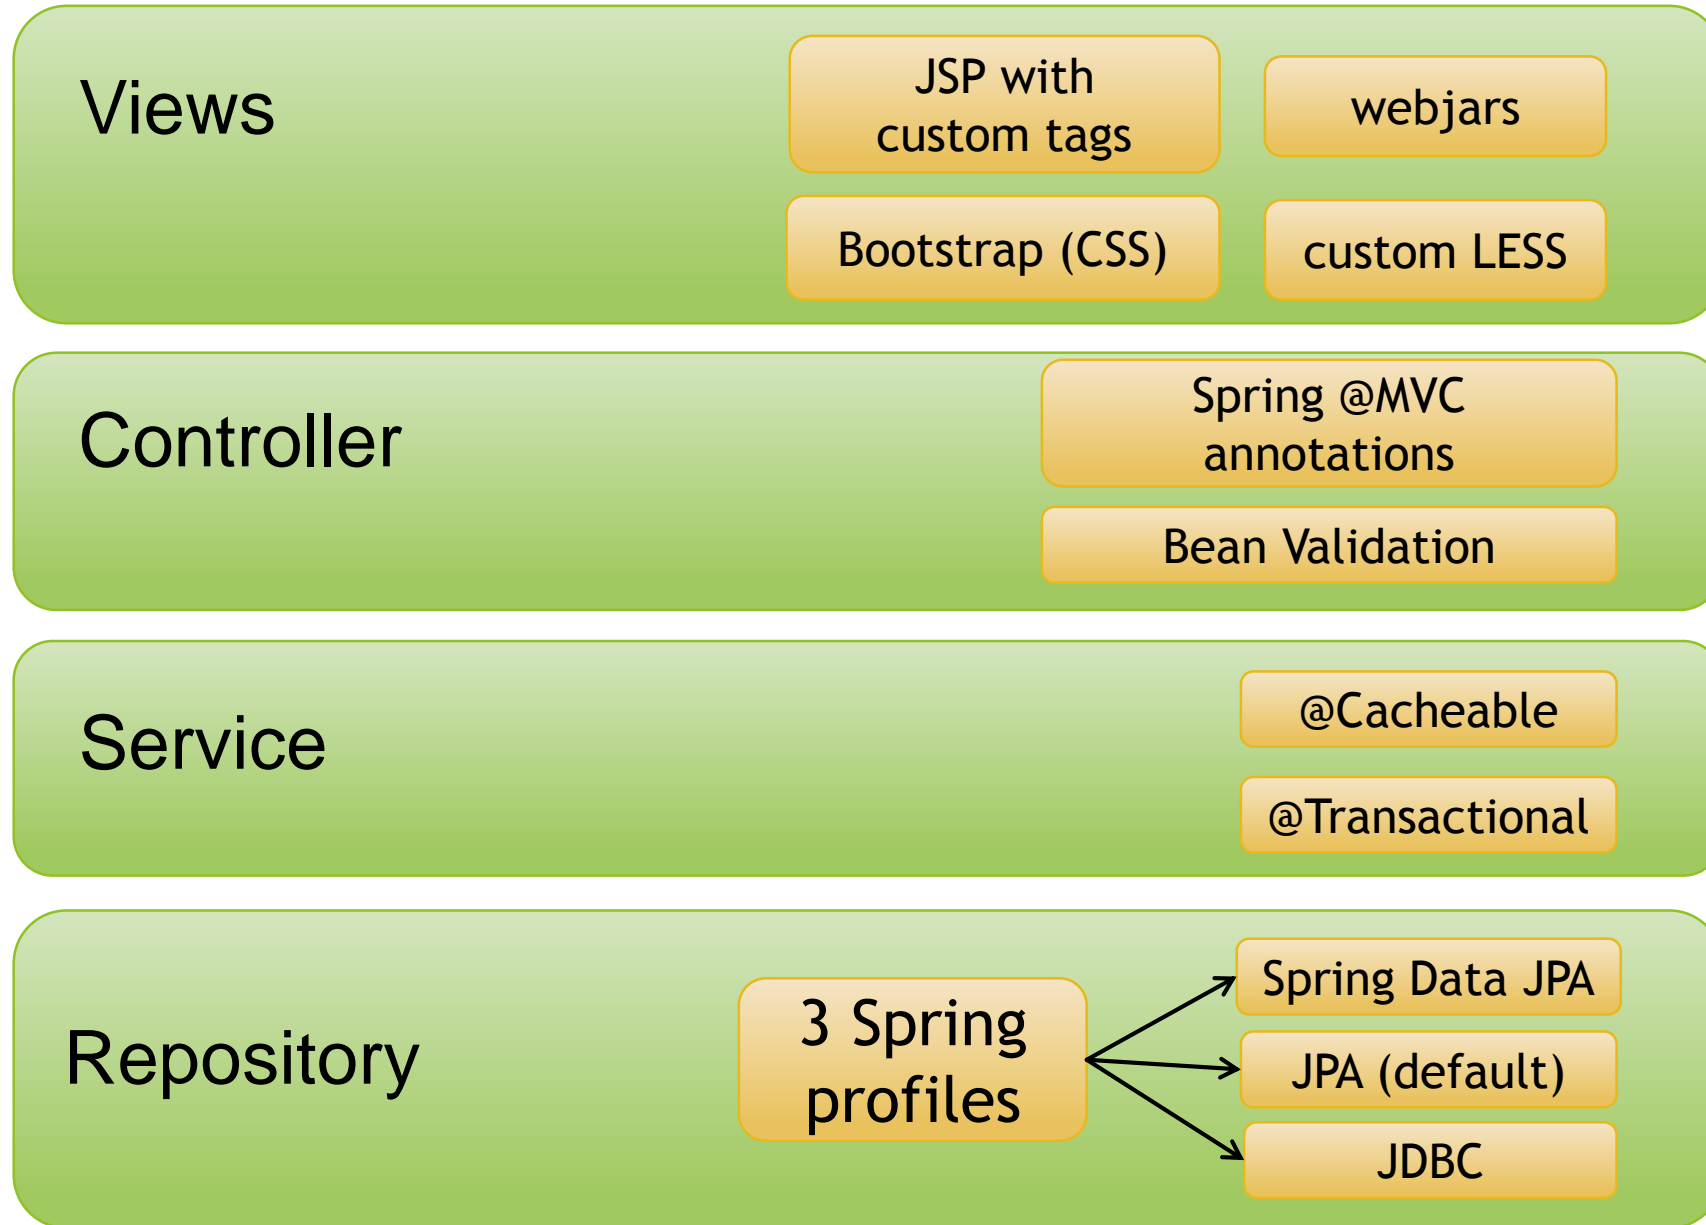 Views
JSP with
custom tags
webjars
Bootstrap (CSS)
custom LESS
Controller
Spring @MVC
annotations
Bean Validation
Service
@Cacheable
@Transactional
Repository
3 Spring
profiles
Spring Data JPA
JPA (default)
JDBC